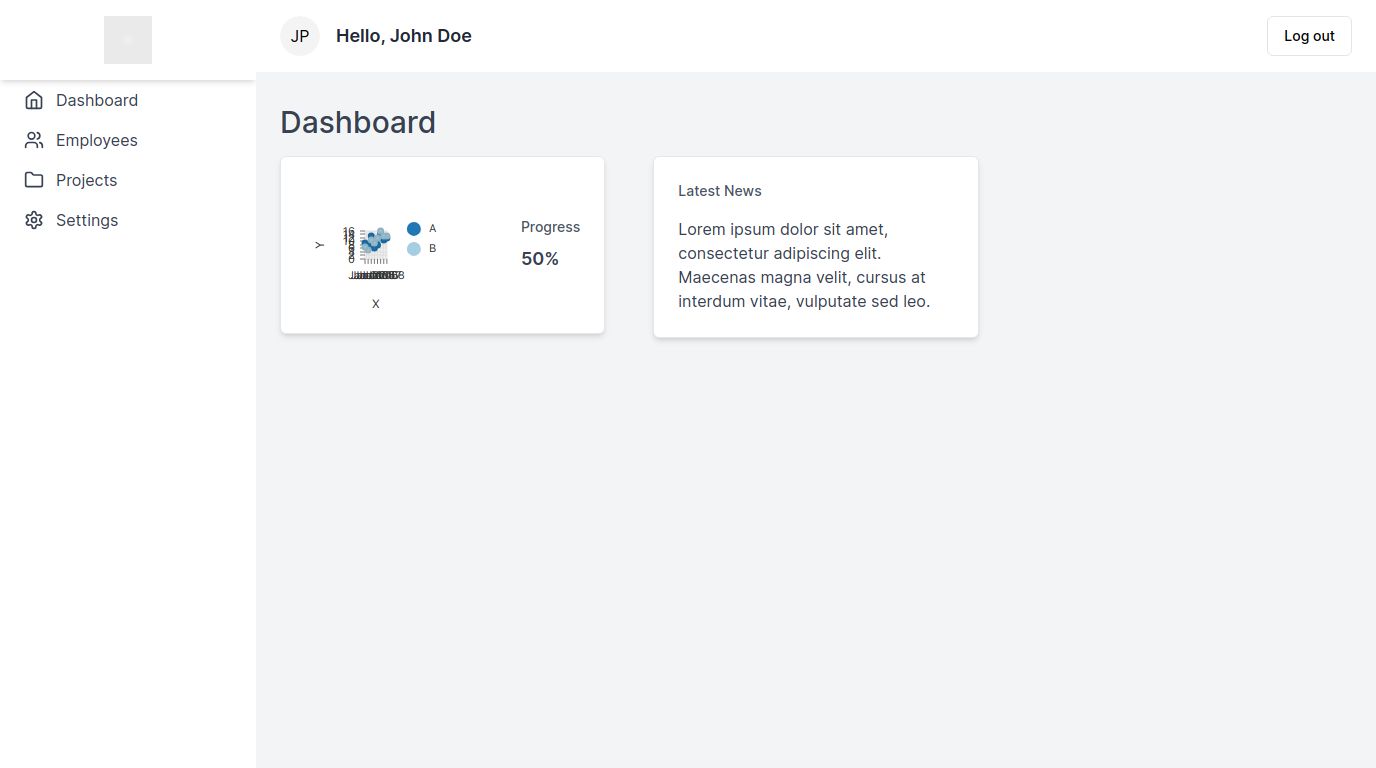 JP
Hello, John Doe
Log out
Dashboard
Employees
Projects
Settings
Dashboard
Y
X
A
B
Progress
50%
Latest News
Lorem ipsum dolor sit amet,
consectetur adipiscing elit.
Maecenas magna velit, cursus at
interdum vitae, vulputate sed leo.